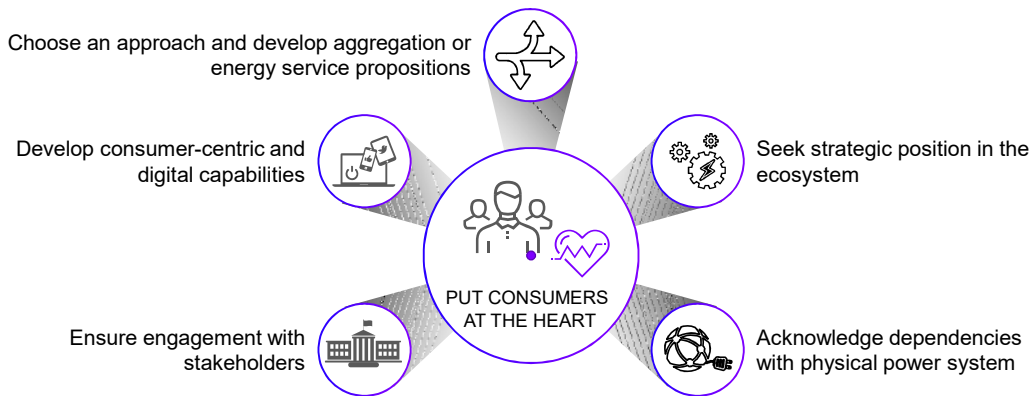 Choose an approach and develop aggregation or
energy service propositions
Develop consumer-centric and
digital capabilities
Seek strategic position in the
ecosystem
PUT CONSUMERS
AT THE HEART
Ensure engagement with
stakeholders
Acknowledge dependencies
with physical power system